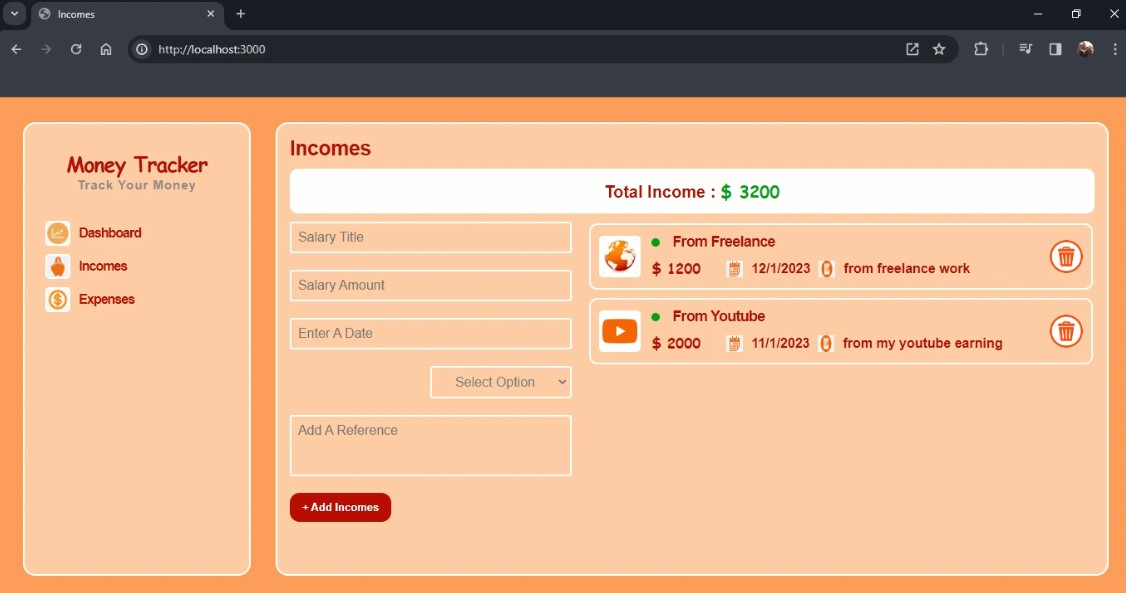 Incomes
http://localhost:3000
Money Tracker
Track Your Money
Dashboard
Incomes
Expenses
Incomes
Total Income : $ 3200
Salary Title
Salary Amount
Enter A Date
Select Option
Add A Reference
+ Add Incomes
From Freelance
$ 1200 12/1/2023 from freelance work
From Youtube
$ 2000 11/1/2023 from my youtube earning